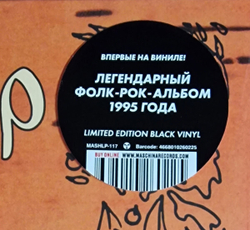 ВПЕРВЫЕ НА ВИНИЛЕ!
ЛЕГЕНДАРНЫЙ
ФОЛК-РОК-АЛЬБОМ
1995 ГОДА
LIMITED EDITION BLACK VINYL
MASHLP-117 Barcode: 4668010260225
BUY ONLINE WWW.MASCHINARECORDS.COM